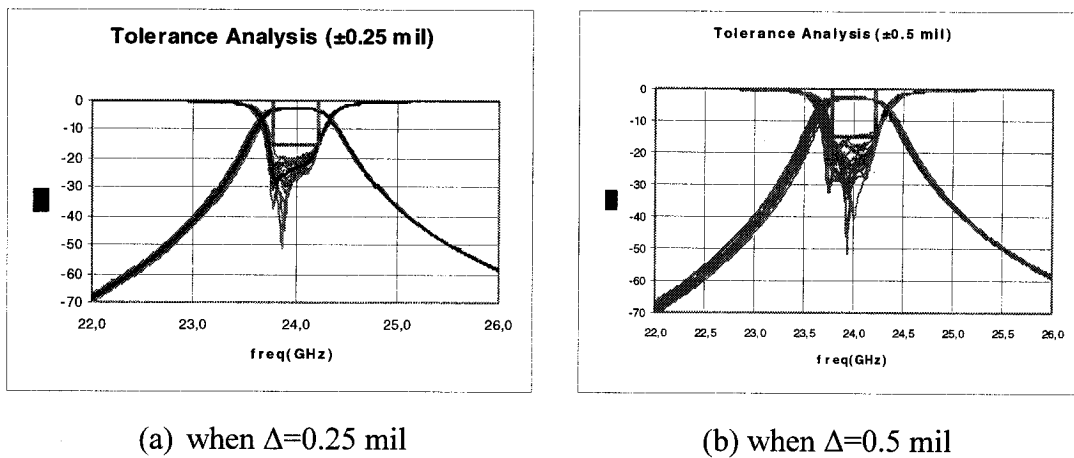 Tolerance Analysis (±0.25 mil)
0
-10
-20
-30
-40
-50
-60
-70
22,0 23,0 24,0 25,0 26,0
freq(GHz)
(a) when Δ=0.25 mil
Tolerance Analysis (±0.5 mil)
0
-10
-20
-30
-40
-50
-60
-70
22,0 22,5 23,0 23,5 24,0 24,5 25,0 25,5 26,0
freq(GHz)
(b) when Δ=0.5 mil